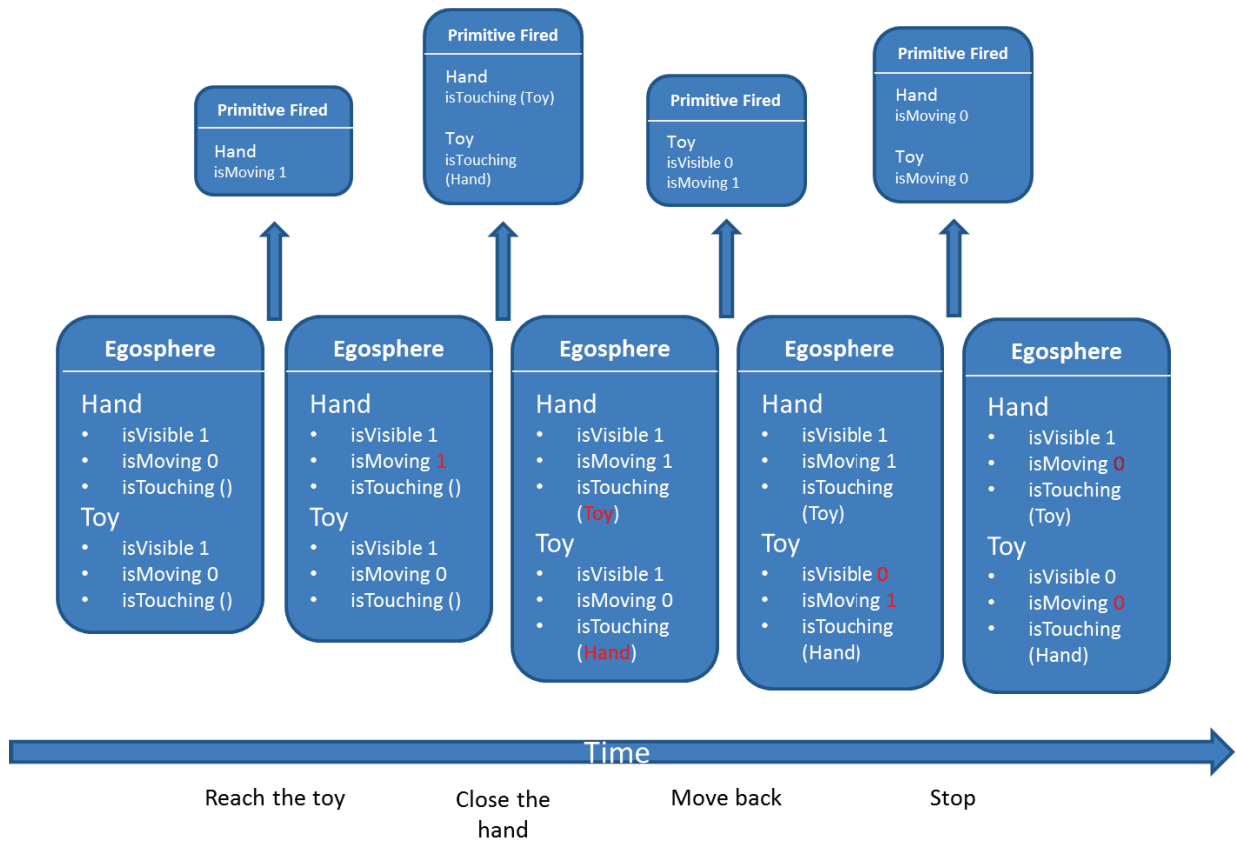 Primitive Fired
Hand
isMoving 1
Primitive Fired
Hand
isTouching (Toy)
Toy
isTouching
(Hand)
Primitive Fired
Toy
isVisible 0
isMoving 1
Primitive Fired
Hand
isMoving 0
Toy
isMoving 0
Egosphere
Hand
• isVisible 1
• isMoving 0
• isTouching ()
Toy
• isVisible 1
• isMoving 0
• isTouching ()
Egosphere
Hand
• isVisible 1
• isMoving 1
• isTouching ()
Toy
• isVisible 1
• isMoving 0
• isTouching ()
Egosphere
Hand
• isVisible 1
• isMoving 1
• isTouching
(Toy)
Toy
• isVisible 1
• isMoving 0
• isTouching
(Hand)
Egosphere
Hand
• isVisible 1
• isMoving 1
• isTouching
(Toy)
Toy
• isVisible 0
• isMoving 1
• isTouching
(Hand)
Egosphere
Hand
• isVisible 1
• isMoving 0
• isTouching
(Toy)
Toy
• isVisible 0
• isMoving 0
• isTouching
(Hand)
Time
Reach the toy
Close the
hand
Move back
Stop